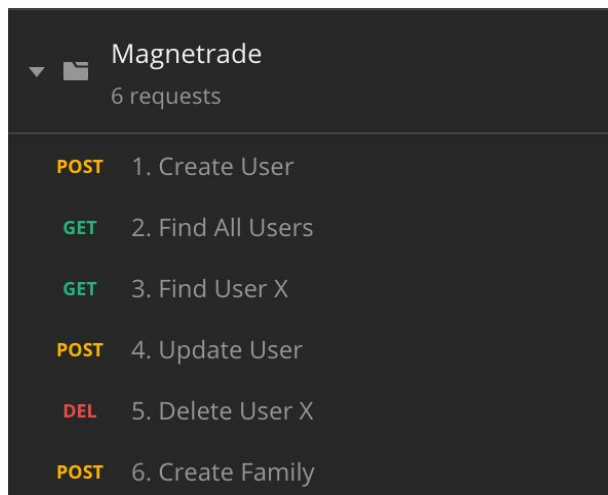 Magnetrade
6 requests
POST 1. Create User
GET 2. Find All Users
GET 3. Find User X
POST 4. Update User
DEL 5. Delete User X
POST 6. Create Family